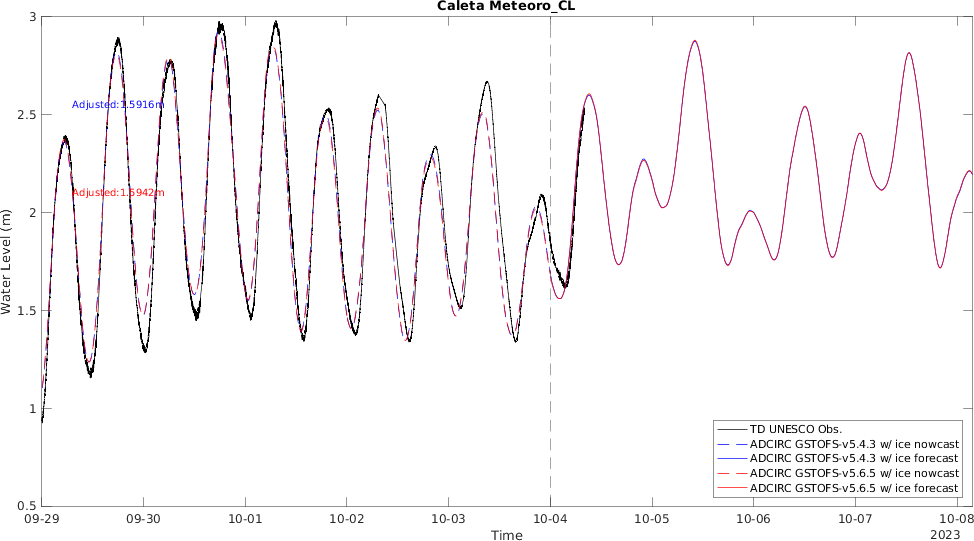 Caleta Meteoro_CL
3
2.5
2
1.5
1
0.5
Water Level (m)
Adjusted:1.5916m
Adjusted:1.5942m
TD UNESCO Obs.
ADCIRC GSTOFS-v5.4.3 w/ ice nowcast
ADCIRC GSTOFS-v5.4.3 w/ ice forecast
ADCIRC GSTOFS-v5.6.5 w/ ice nowcast
ADCIRC GSTOFS-v5.6.5 w/ ice forecast
09-29 09-30 10-01 10-02 10-03 10-04 10-05 10-06 10-07 10-08
Time
2023